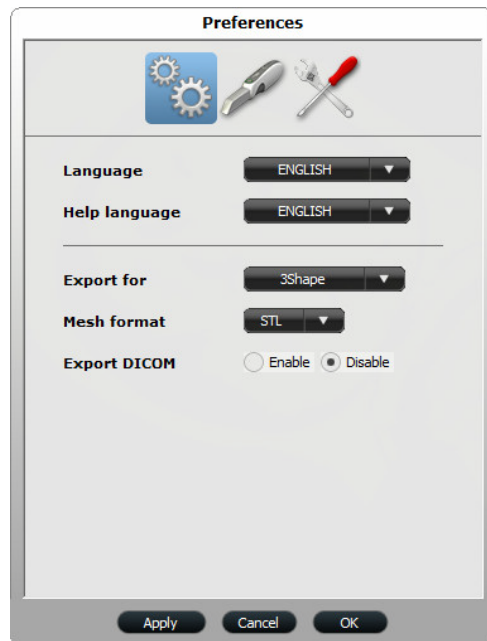 Preferences
Language ENGLISH
Help language ENGLISH
Export for 3Shape
Mesh format STL
Export DICOM Enable Disable
Apply Cancel OK